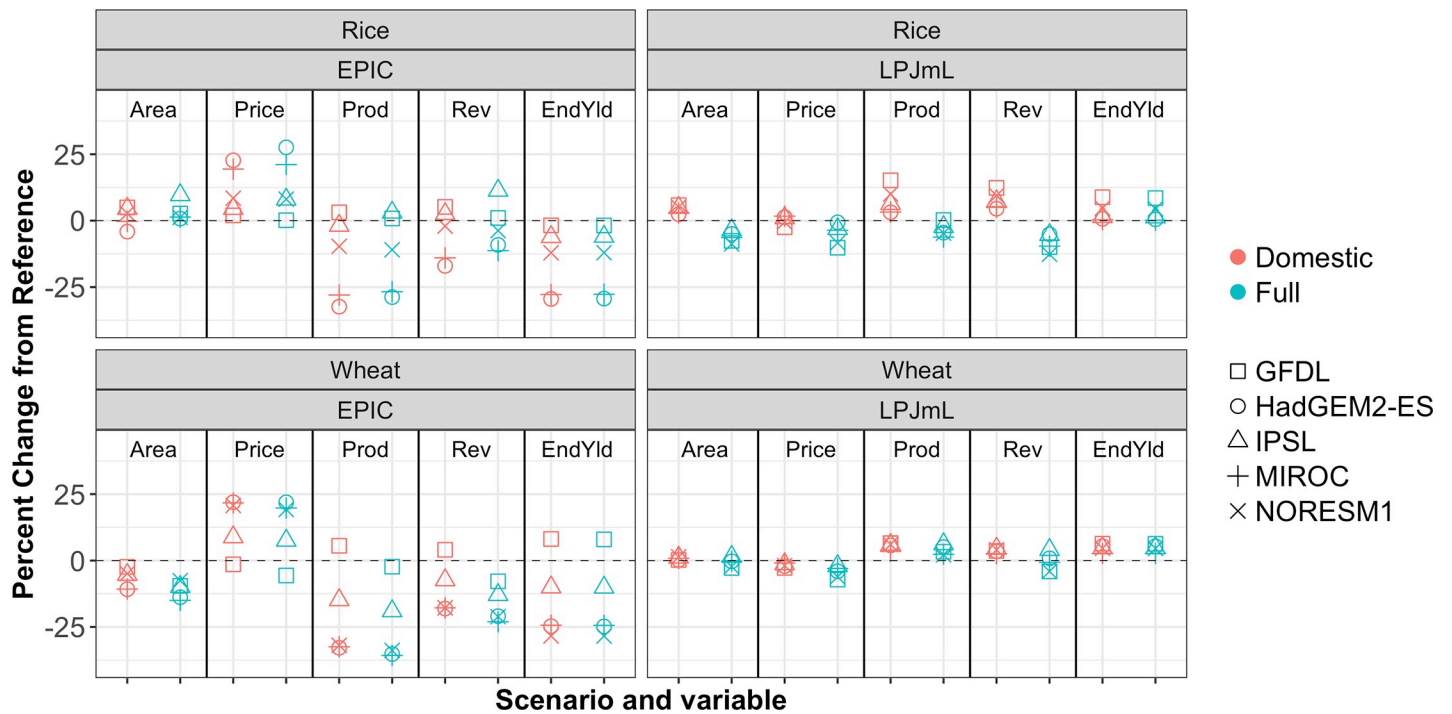 Rice
Rice
EPIC
LPJmL
Area Price Prod Rev EndYld
Area Price Prod Rev EndYld
25
0
-25
Wheat
Wheat
EPIC
LPJmL
Area Price Prod Rev EndYld
Area Price Prod Rev EndYld
25
0
-25
Percent Change from Reference
Scenario and variable
Domestic
Full
GFDL
HadGEM2-ES
IPSL
MIROC
NORESM1